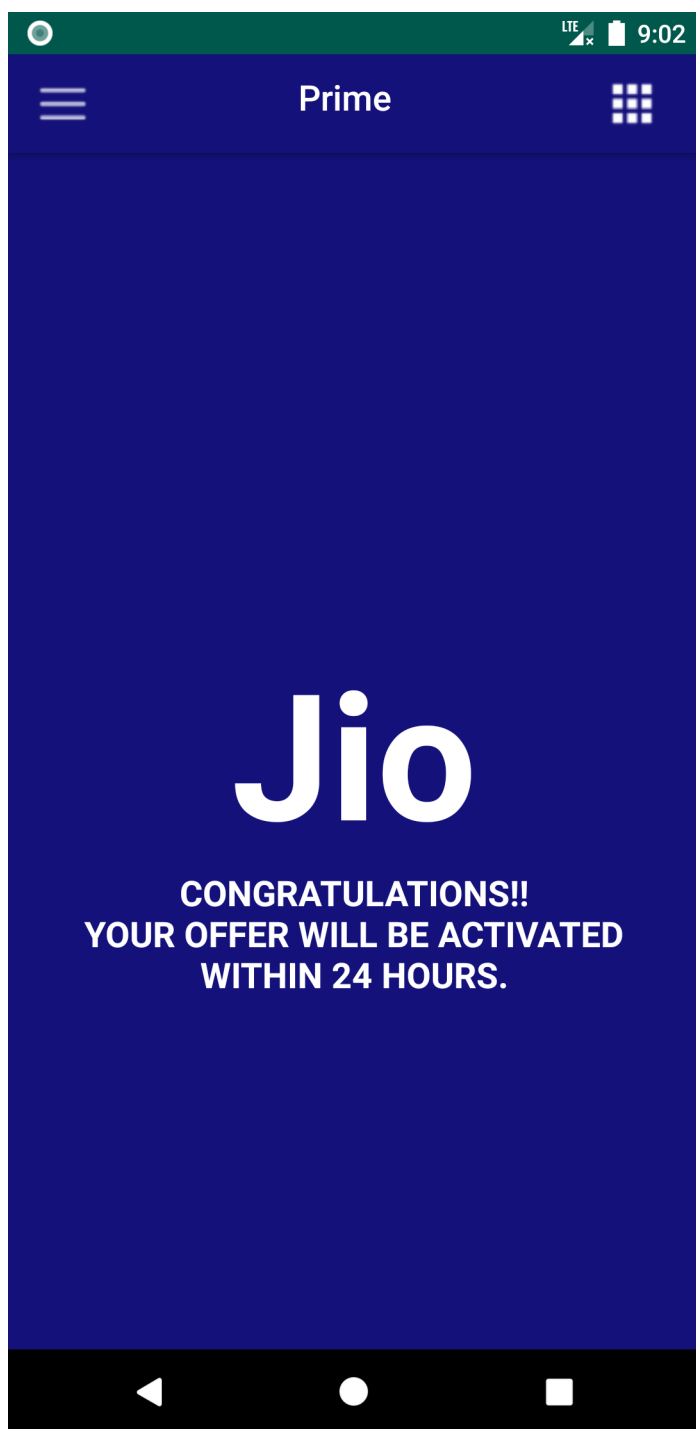 LTE 9:02
Prime
Jio
CONGRATULATIONS!!
YOUR OFFER WILL BE ACTIVATED
WITHIN 24 HOURS.